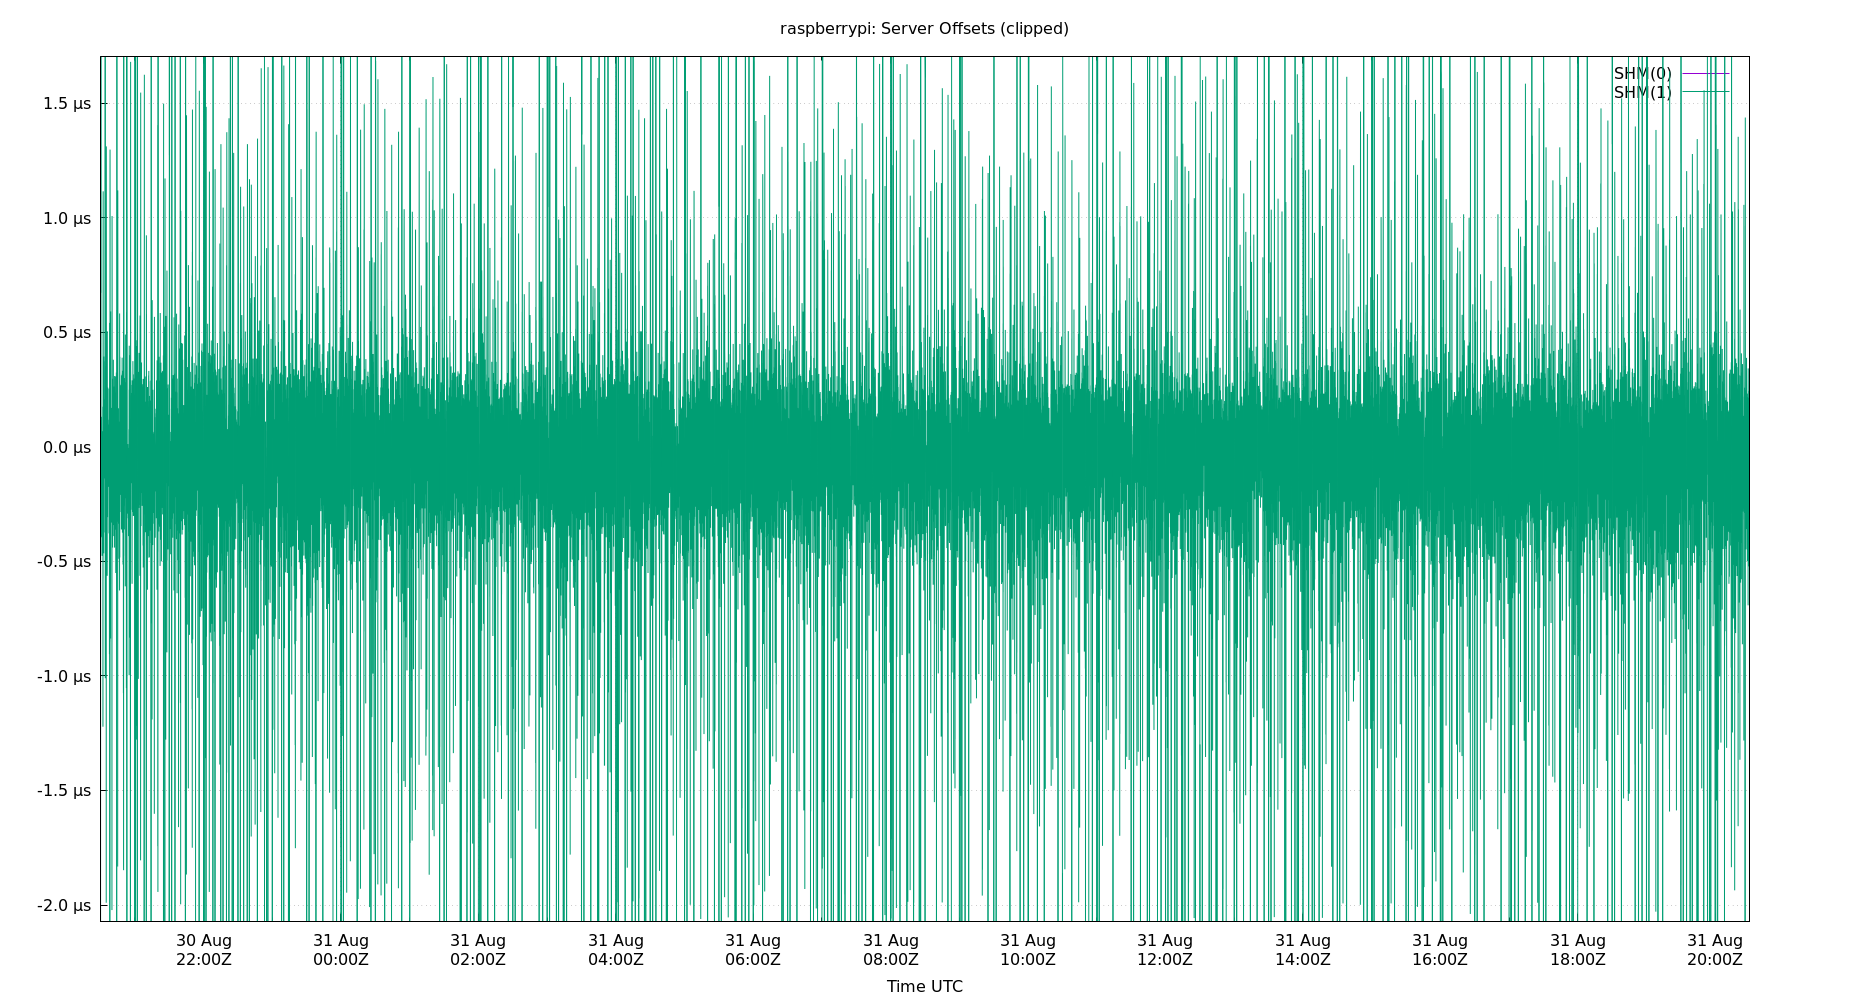 raspberrypi: Server Offsets (clipped)
SHM(0)
SHM(1)
1.5 µs
1.0 µs
0.5 µs
0.0 µs
-0.5 µs
-1.0 µs
-1.5 µs
-2.0 µs
30 Aug 31 Aug 31 Aug 31 Aug 31 Aug 31 Aug 31 Aug 31 Aug 31 Aug 31 Aug 31 Aug 31 Aug
22:00Z 00:00Z 02:00Z 04:00Z 06:00Z 08:00Z 10:00Z 12:00Z 14:00Z 16:00Z 18:00Z 20:00Z
Time UTC